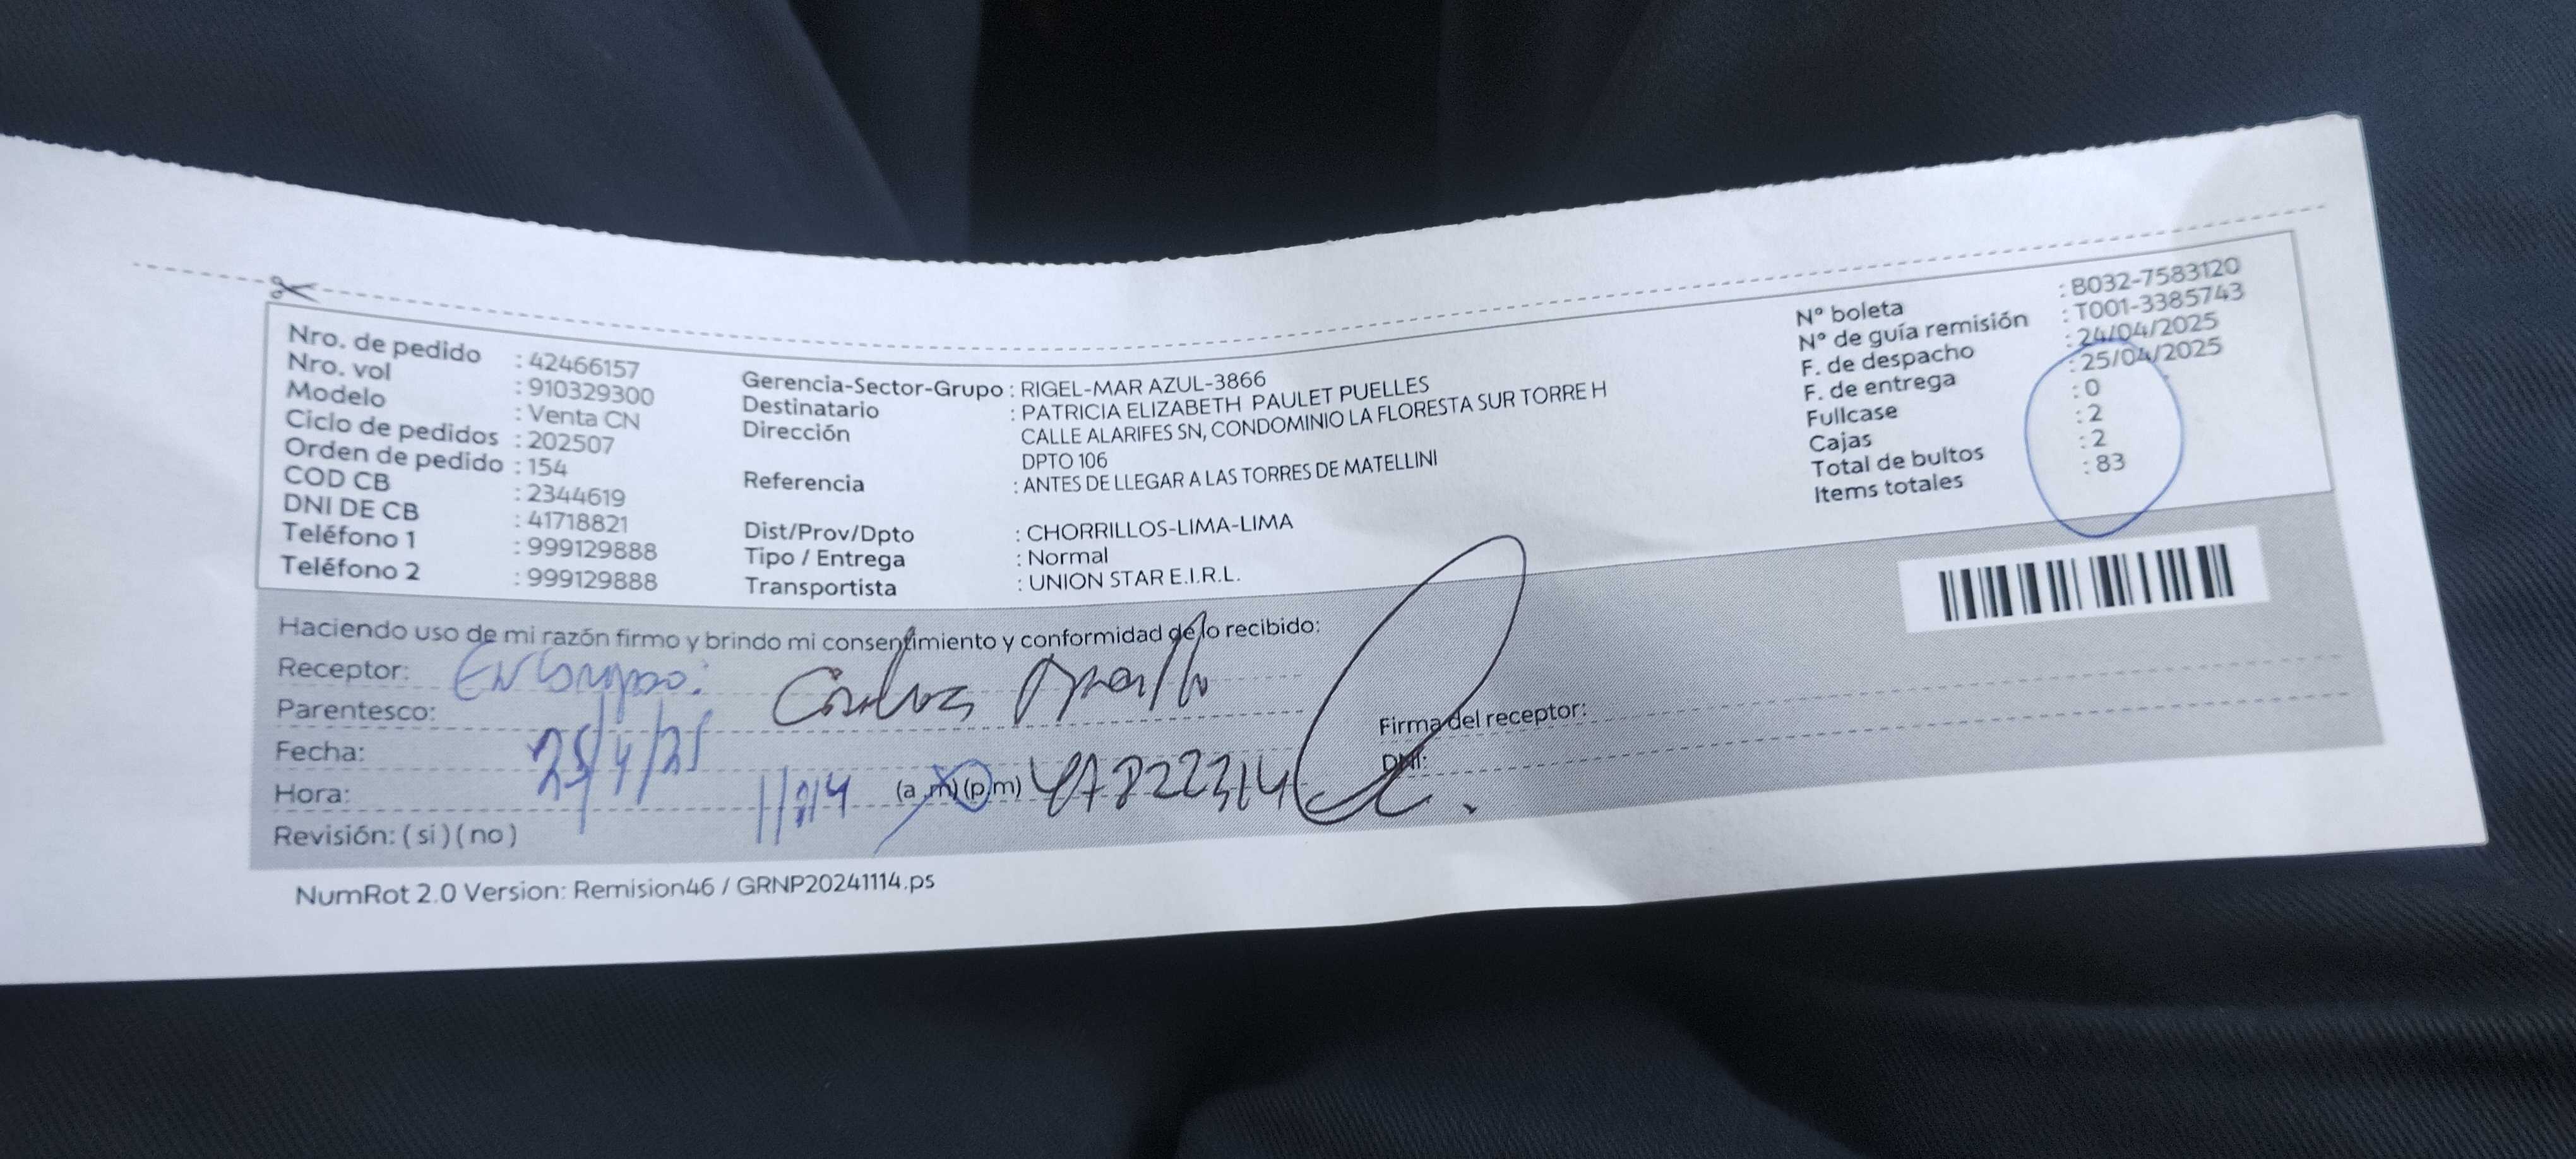 Nro. de pedido : 42466157
Nro. vol : 910329300
Modelo : Venta CN
Ciclo de pedidos : 202507
Orden de pedido : 154
COD CB : 2344619
DNI DE CB : 41718821
Teléfono 1 : 999129888
Teléfono 2 : 999129888
Gerencia-Sector-Grupo : RIGEL-MAR AZUL-3866
Destinatario : PATRICIA ELIZABETH PAULET PUELLES
Dirección CALLE ALARIFES SN, CONDOMINIO LA FLORESTA SUR TORRE H
DPTO 106
Referencia : ANTES DE LLEGAR A LAS TORRES DE MATELLINI
Dist/Prov/Dpto : CHORRILLOS-LIMA-LIMA
Tipo / Entrega : Normal
Transportista : UNION STAR E.I.R.L.
Nº boleta : B032-7583120
Nº de guía remisión : T001-3385743
F. de despacho : 24/04/2025
F. de entrega : 25/04/2025
Fullcase : 0
Cajas : 2
Total de bultos : 2
Items totales : 83
Haciendo uso de mi razón firmo y brindo mi consentimiento y conformidad de lo recibido:
Receptor: Carlos
Parentesco:
Fecha: 25/4/25
Hora: (a m) (p m)
Revisión: ( si ) ( no )
Firma del receptor:
DNI:
NumRot 2.0 Version: Remision46 / GRNP20241114.ps